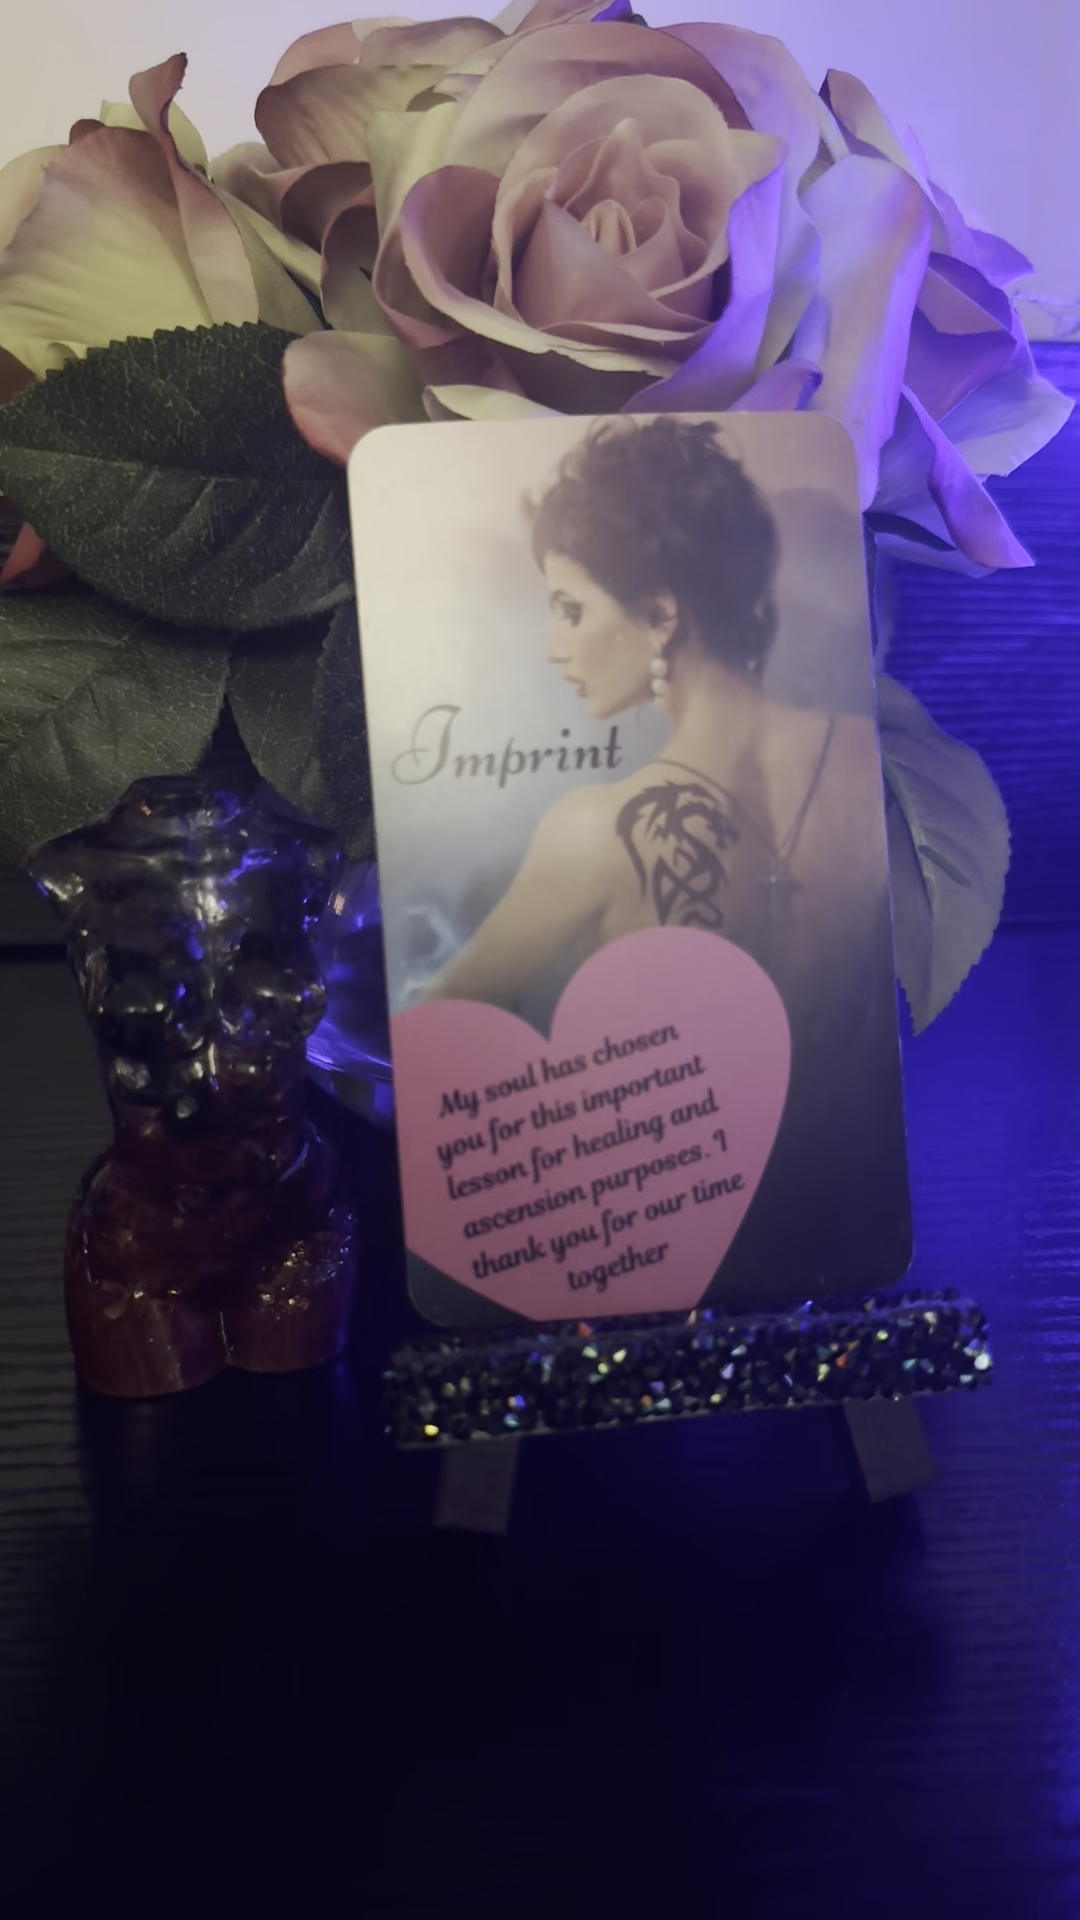 Imprint
My soul has chosen
you for this important
lesson for healing and
ascension purposes. I
thank you for our time
together